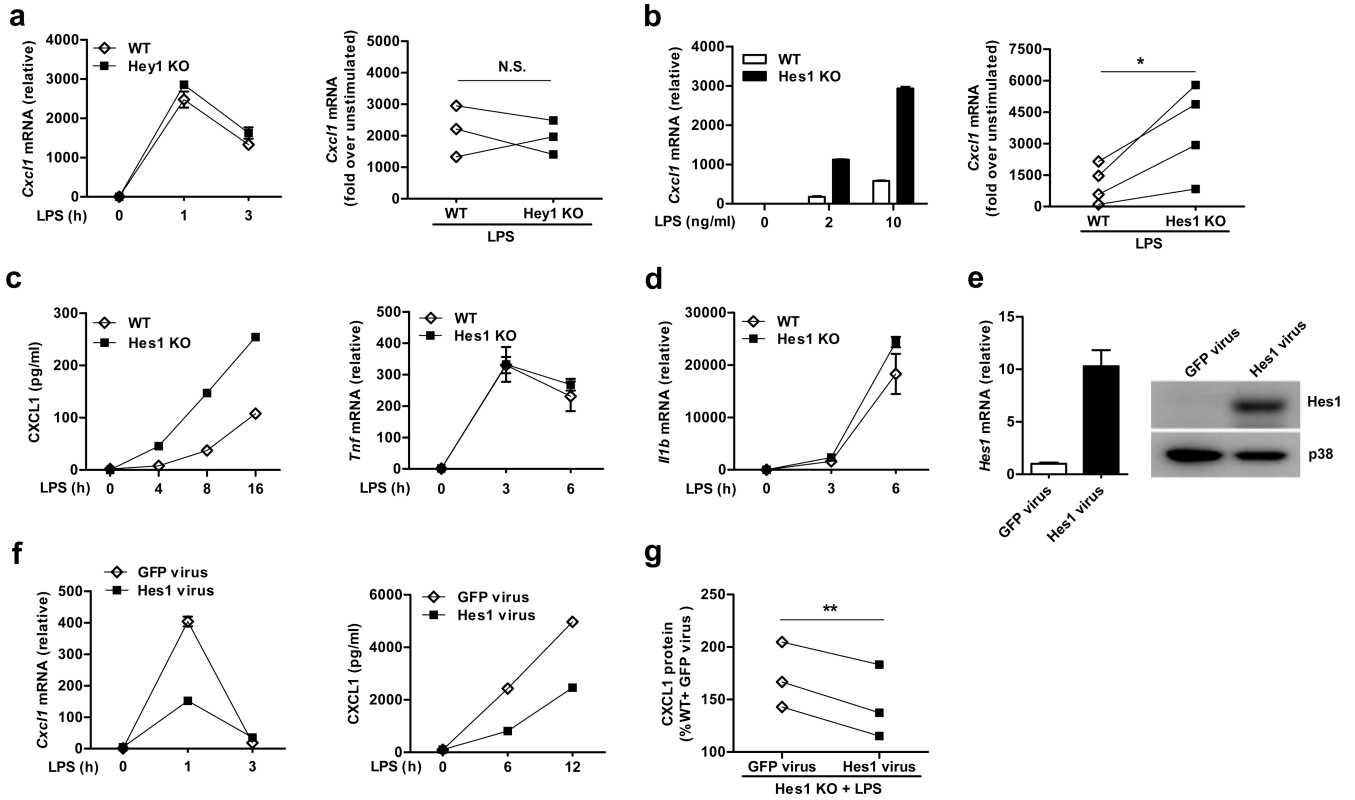 a
Cxcl1 mRNA (relative)
4000
3000
2000
1000
0
WT
Hey1 KO
LPS (h)
0
1
3
Cxcl1 mRNA
(fold over unstimulated)
5000
4000
3000
2000
1000
0
N.S.
WT
Hey1 KO
LPS
b
Cxcl1 mRNA (relative)
4000
3000
2000
1000
0
WT
Hes1 KO
LPS (ng/ml)
0
2
10
Cxcl1 mRNA
(fold over unstimulated)
7500
6000
4500
3000
1500
0
*
WT
Hes1 KO
LPS
c
CXCL1 (pg/ml)
300
200
100
0
WT
Hes1 KO
LPS (h)
0
4
8
16
Tnf mRNA (relative)
500
400
300
200
100
0
WT
Hes1 KO
LPS (h)
0
3
6
d
Il1b mRNA (relative)
30000
20000
10000
0
WT
Hes1 KO
LPS (h)
0
3
6
e
Hes1 mRNA (relative)
15
10
5
0
GFP virus
Hes1 virus
GFP virus
Hes1 virus
Hes1
p38
f
Cxcl1 mRNA (relative)
500
400
300
200
100
0
GFP virus
Hes1 virus
LPS (h)
0
1
3
CXCL1 (pg/ml)
6000
4000
2000
0
GFP virus
Hes1 virus
LPS (h)
0
6
12
g
CXCL1 protein
(%WT+ GFP virus )
250
200
150
100
**
GFP virus
Hes1 virus
Hes1 KO + LPS